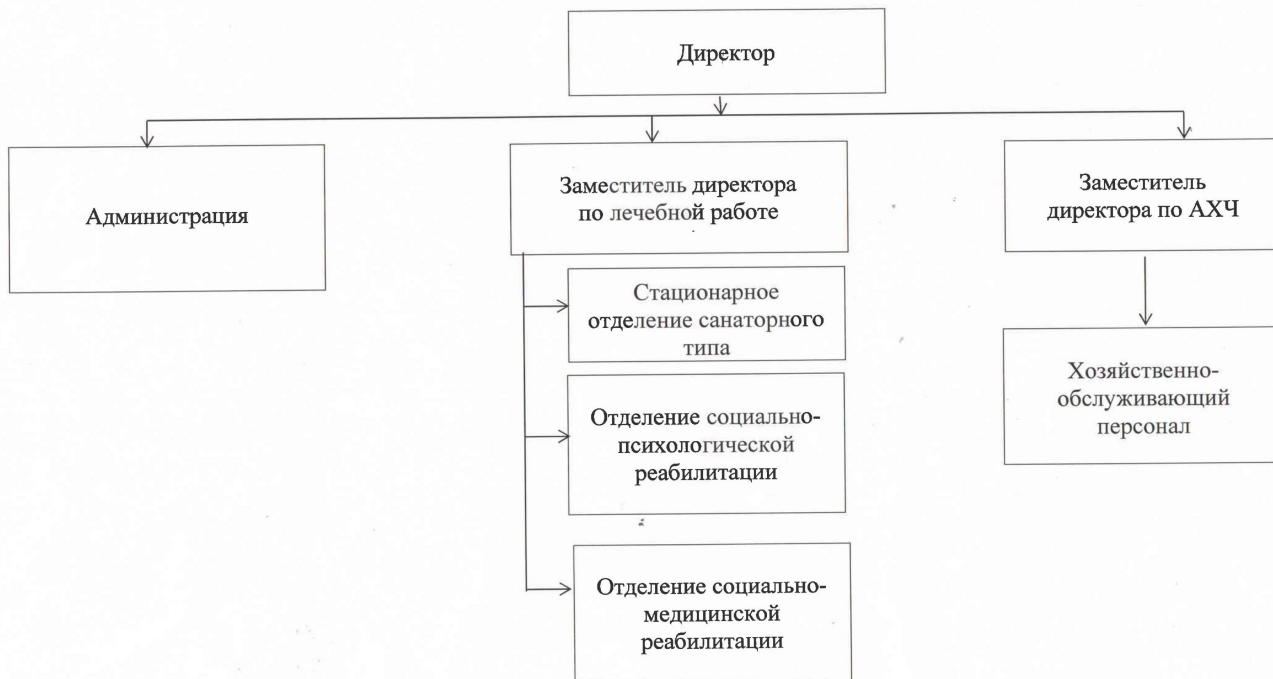 Директор
Администрация
Заместитель директора
по лечебной работе
Заместитель
директора по АХЧ
Стационарное
отделение санаторного
типа
Отделение социально-
психологической
реабилитации
Отделение социально-
медицинской
реабилитации
Хозяйственно-
обслуживающий
персонал